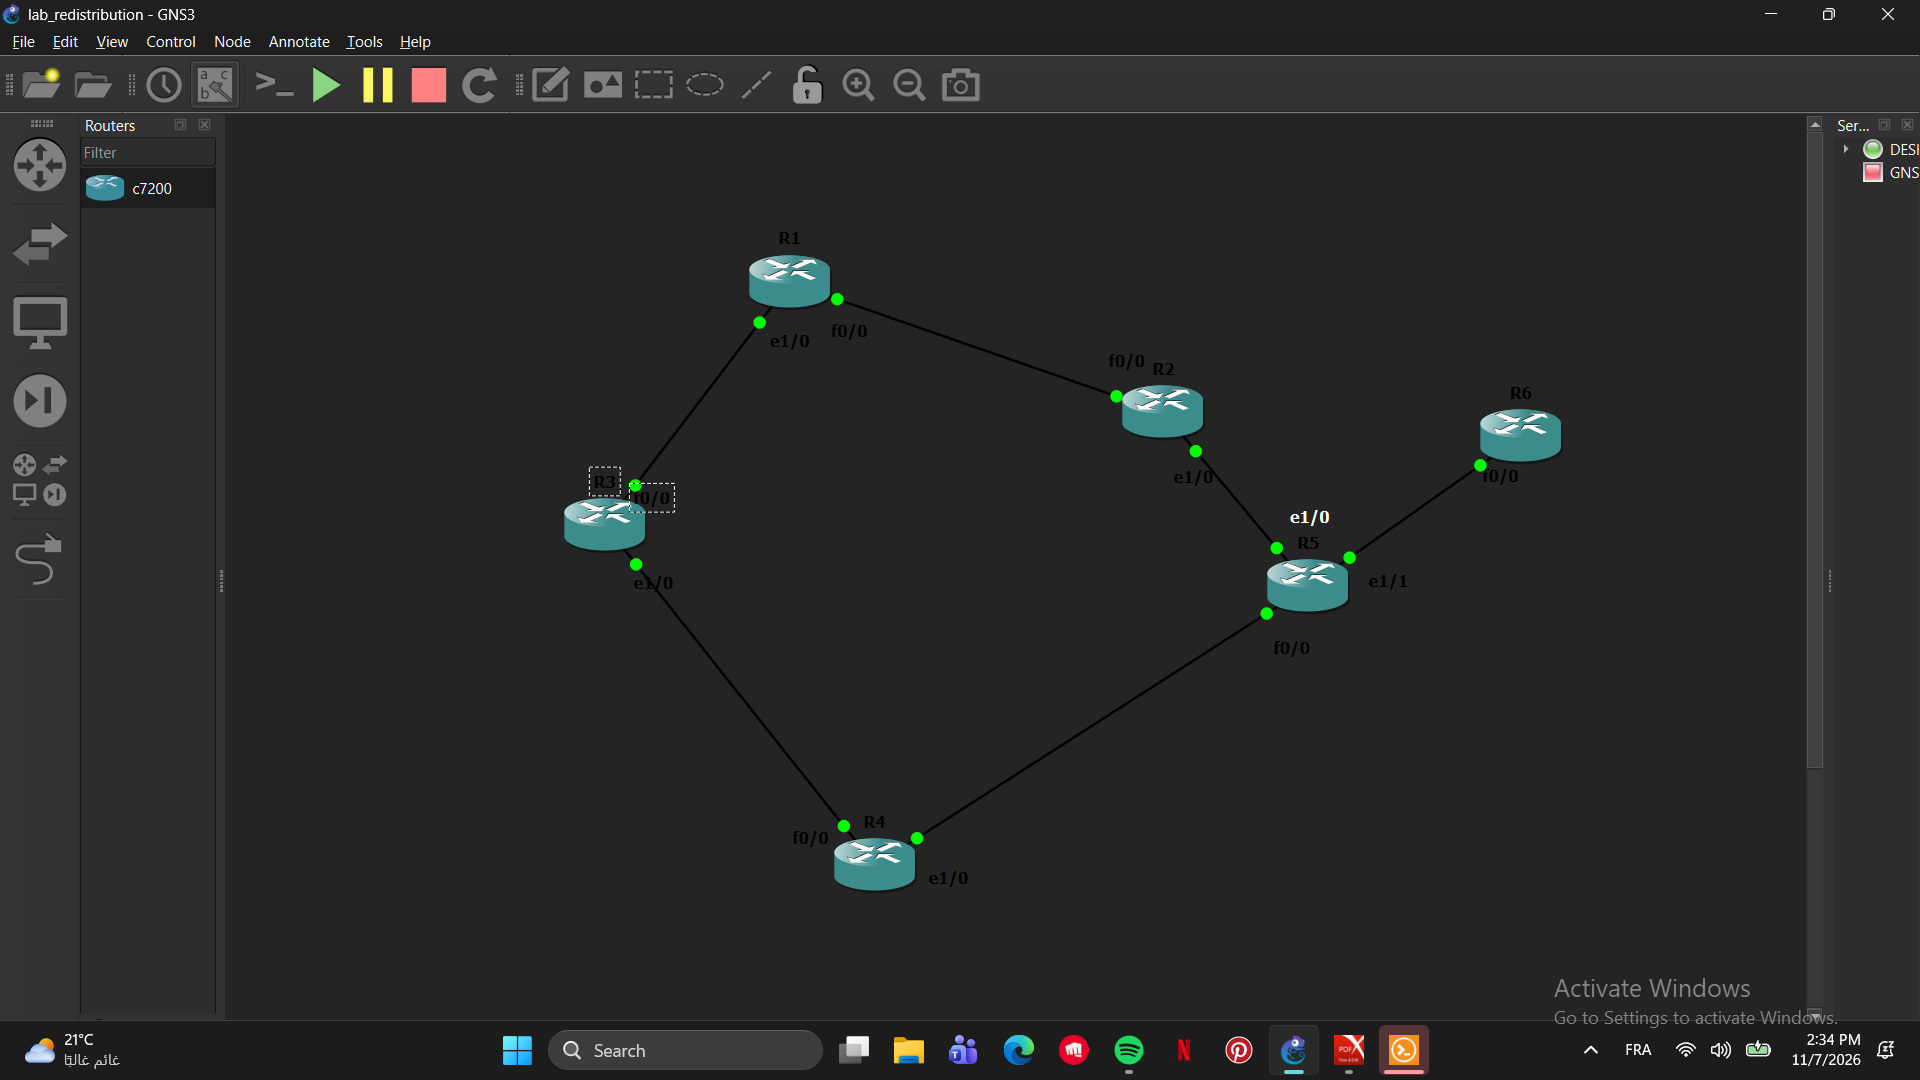 lab_redistribution - GNS3
File Edit View Control Node Annotate Tools Help
a c
b
Routers
Filter
c7200
Ser...
DESI
GNS
R1
e1/0
f0/0
f0/0
R2
e1/0
R6
f0/0
R3
f0/0
e1/0
e1/0
R5
e1/1
f0/0
R4
f0/0
e1/0
Activate Windows
Go to Settings to activate Windows.
21°C
غائم غالبًا
Search
PDF
FRA
2:34 PM
11/7/2026